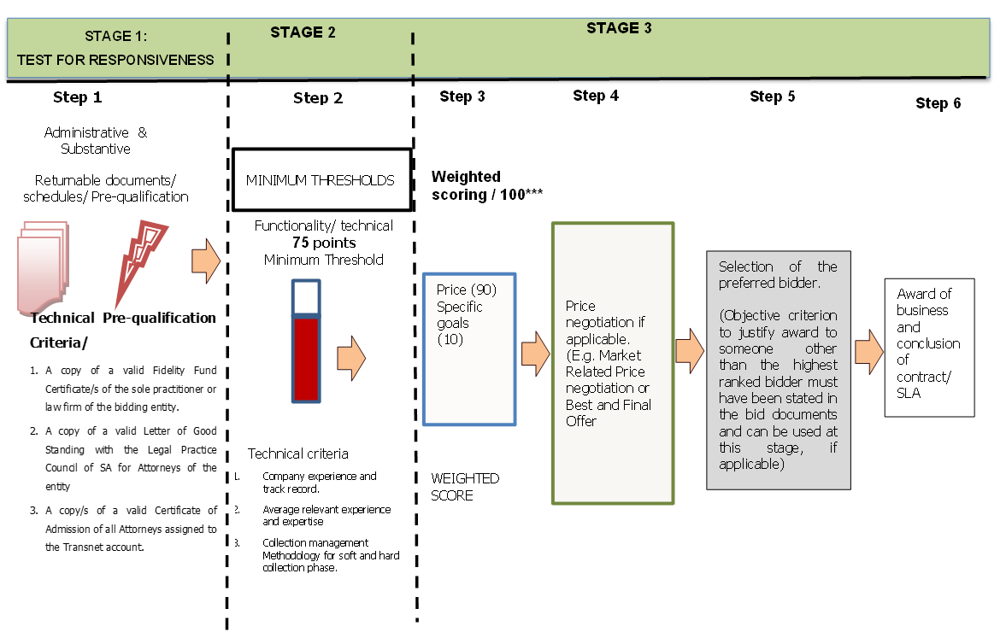 STAGE 1:
TEST FOR RESPONSIVENESS
STAGE 2
STAGE 3
Step 1
Step 2
Step 3
Step 4
Step 5
Step 6
Administrative &
Substantive
Returnable documents/
schedules/ Pre-qualification
Technical Pre-qualification
Criteria/
1. A copy of a valid Fidelity Fund
Certificate/s of the sole practitioner or
law firm of the bidding entity.
2. A copy of a valid Letter of Good
Standing with the Legal Practice
Council of SA for Attorneys of the
entity
3. A copy/s of a valid Certificate of
Admission of all Attorneys assigned to
the Transnet account.
MINIMUM THRESHOLDS
Functionality/ technical
75 points
Minimum Threshold
Technical criteria
1. Company experience and
track record.
2. Average relevant experience
and expertise
3. Collection management
Methodology for soft and hard
collection phase.
Weighted
scoring / 100***
Price (90)
Specific
goals
(10)
WEIGHTED
SCORE
Price
negotiation if
applicable.
(E.g. Market
Related Price
negotiation or
Best and Final
Offer
Selection of the
preferred bidder.
(Objective criterion
to justify award to
someone other
than the highest
ranked bidder must
have been stated in
the bid documents
and can be used at
this stage, if
applicable)
Award of
business
and
conclusion
of
contract/
SLA